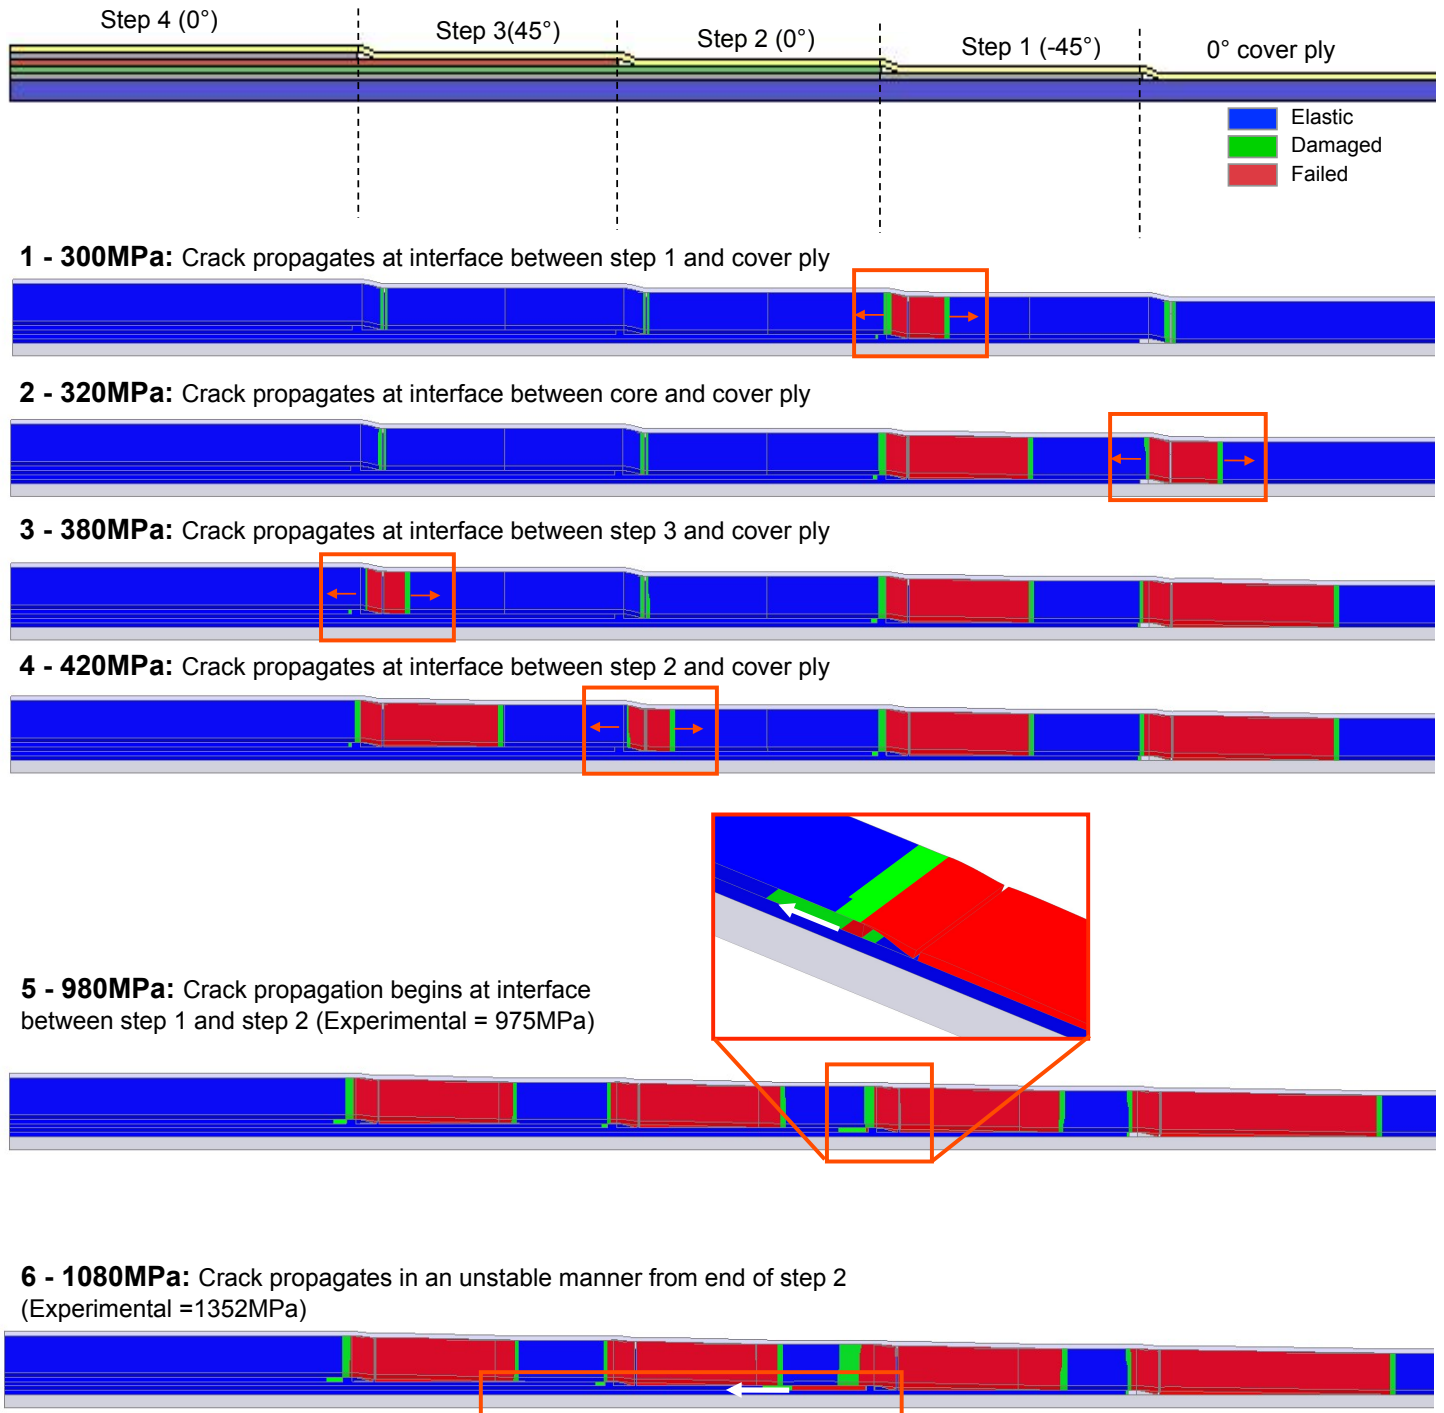 Step 4 (0°)
Step 3(45°)
Step 2 (0°)
Step 1 (-45°)
0° cover ply
Elastic
Damaged
Failed
1 - 300MPa: Crack propagates at interface between step 1 and cover ply
2 - 320MPa: Crack propagates at interface between core and cover ply
3 - 380MPa: Crack propagates at interface between step 3 and cover ply
4 - 420MPa: Crack propagates at interface between step 2 and cover ply
5 - 980MPa: Crack propagation begins at interface
between step 1 and step 2 (Experimental = 975MPa)
6 - 1080MPa: Crack propagates in an unstable manner from end of step 2
(Experimental =1352MPa)